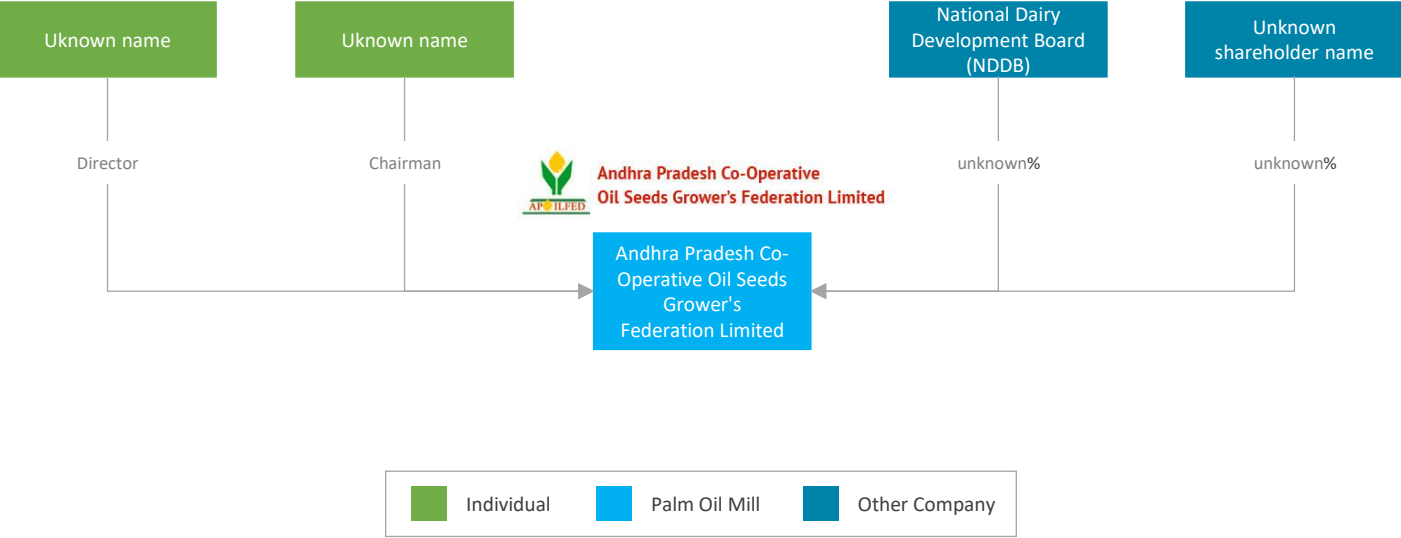 Uknown name
Uknown name
National Dairy
Development Board
(NDDB)
Unknown
shareholder name
Director
Chairman
unknown%
unknown%
APOILFED
Andhra Pradesh Co-Operative
Oil Seeds Grower's Federation Limited
Andhra Pradesh Co-
Operative Oil Seeds
Grower's
Federation Limited
Individual
Palm Oil Mill
Other Company